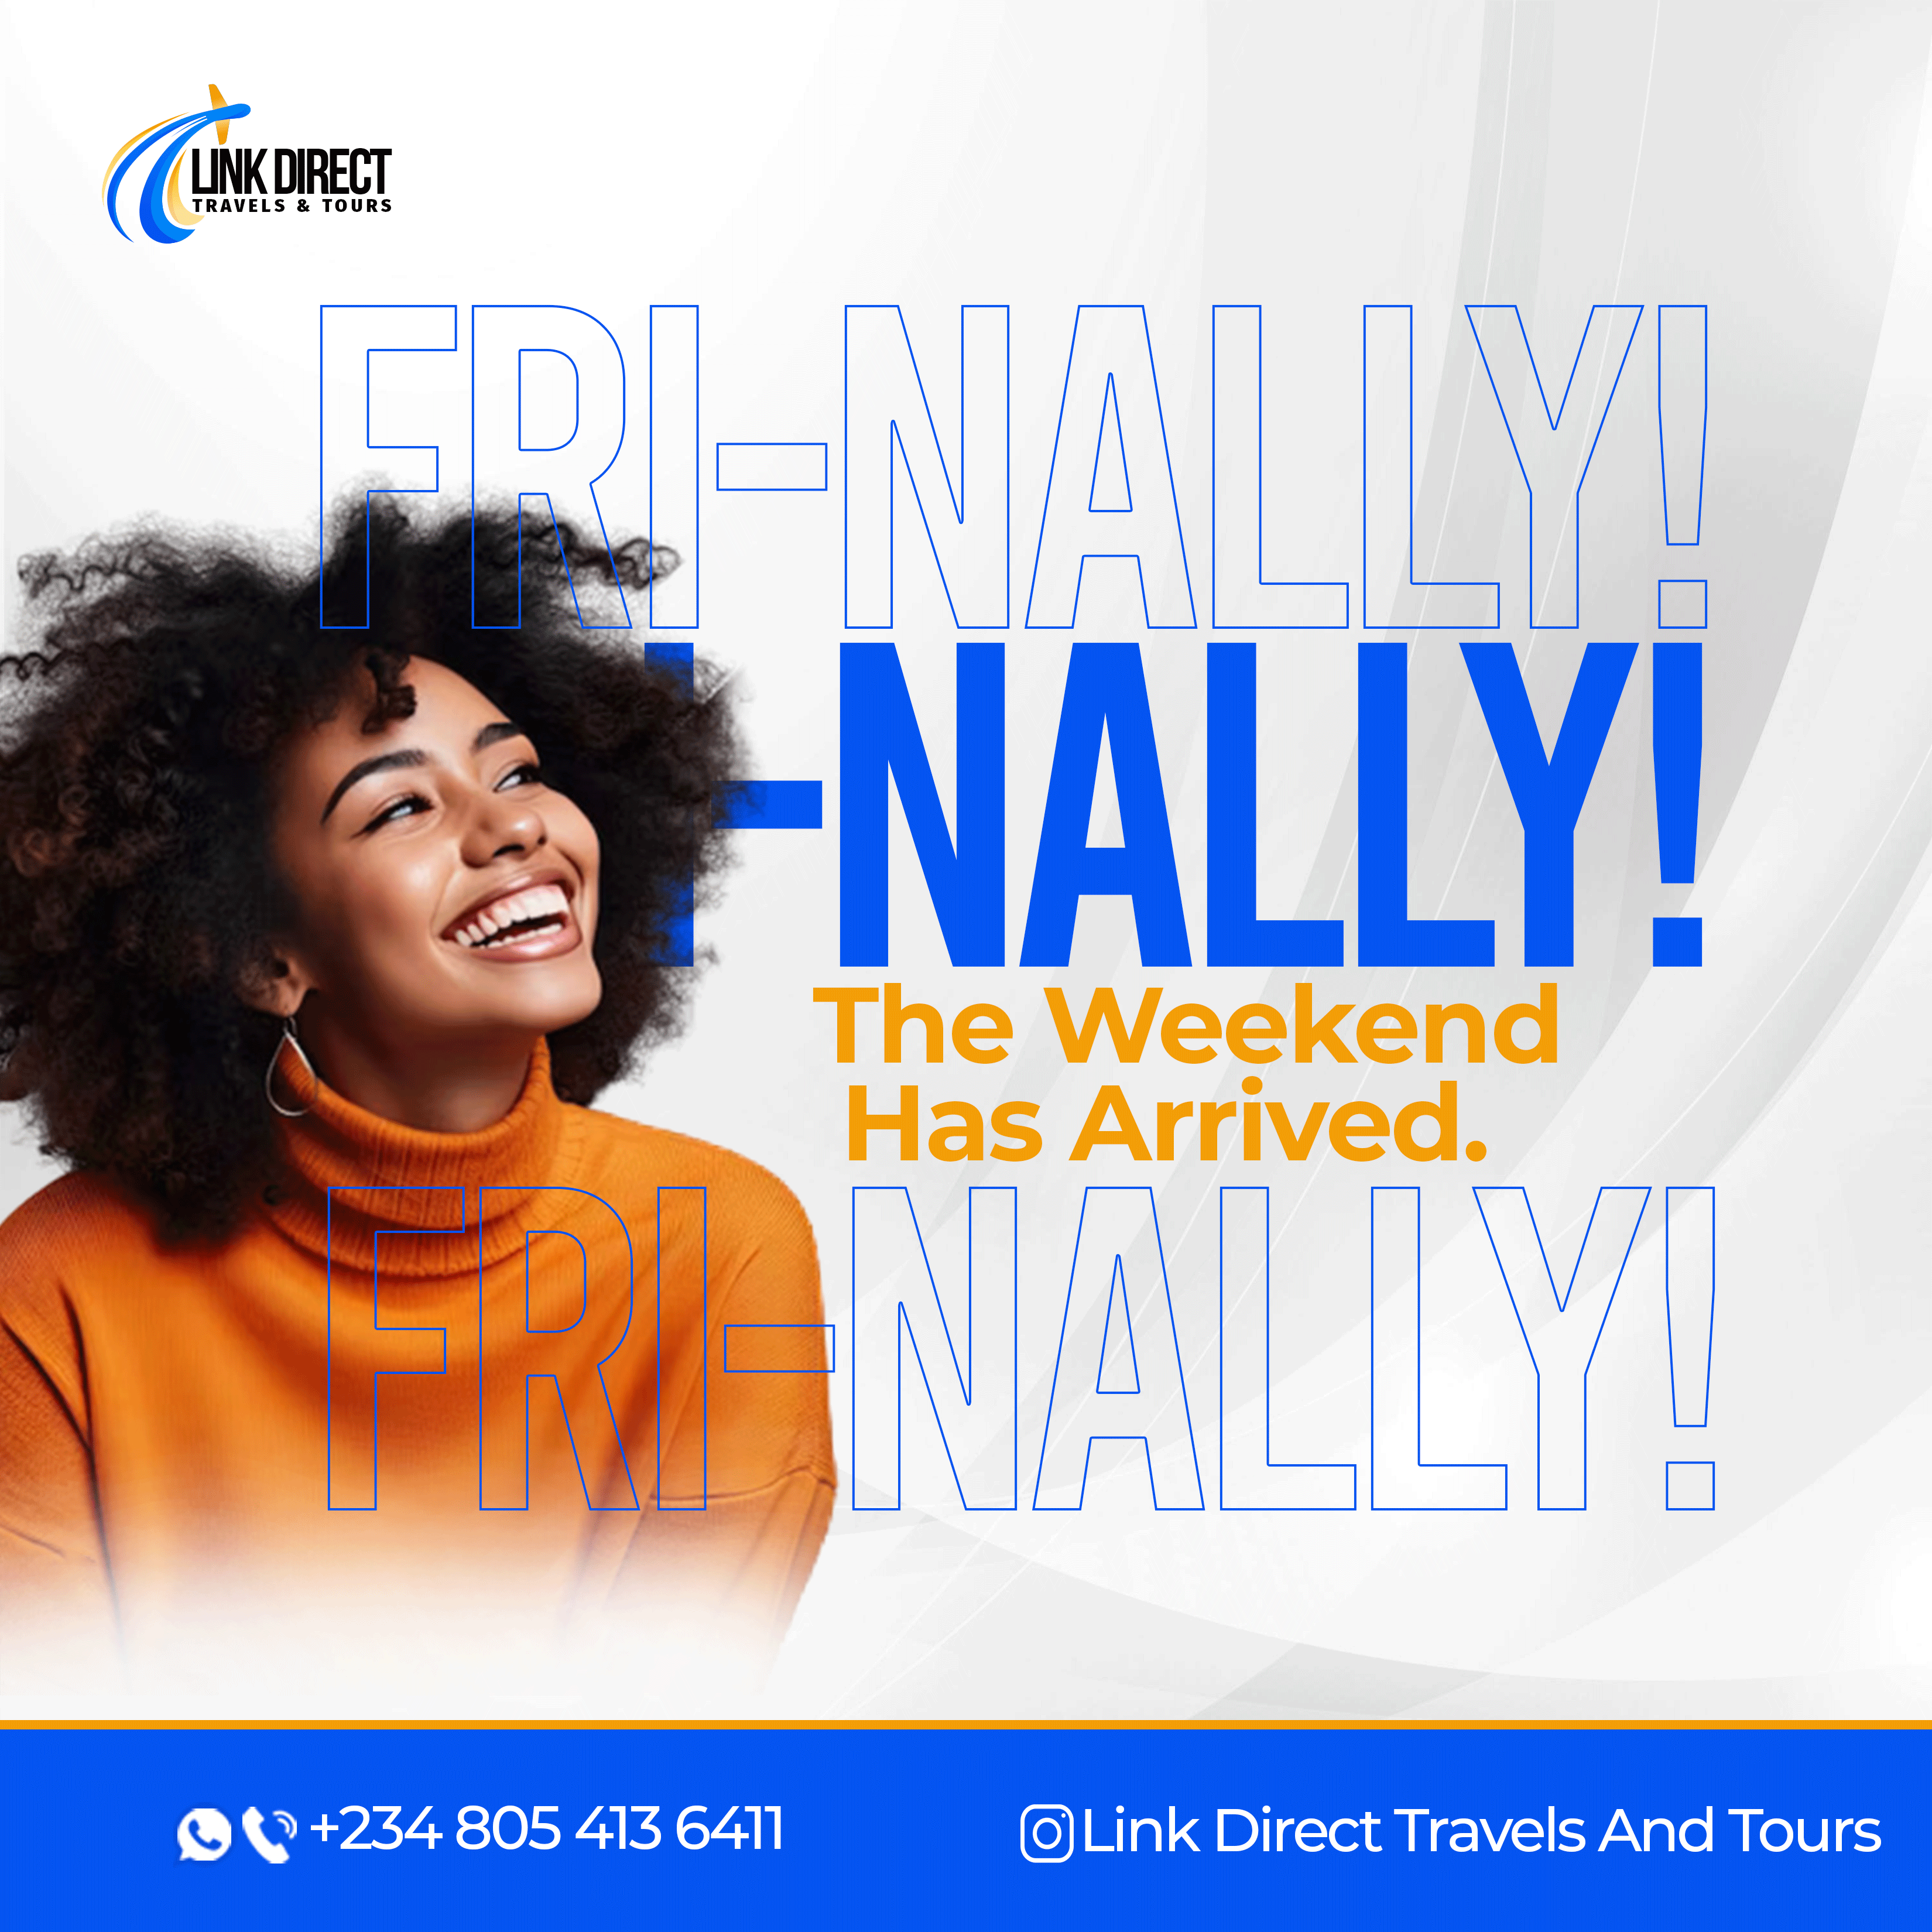 LINK DIRECT
TRAVELS & TOURS
FRI-NALLY!
I-NALLY!
The Weekend
Has Arrived.
FRI-NALLY!
+234 805 413 6411
Link Direct Travels And Tours